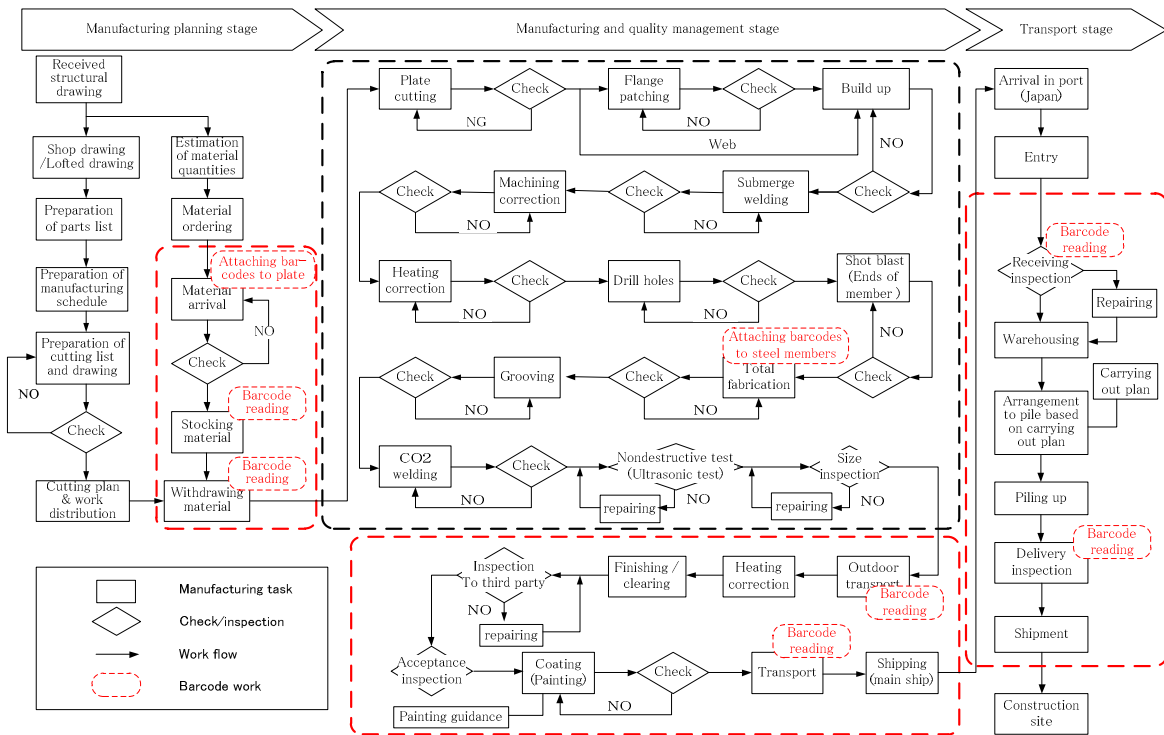 Manufacturing planning stage
Manufacturing and quality management stage
Transport stage
Received
structural
drawing
Shop drawing
/Lofted drawing
Estimation
of material
quantities
Preparation
of parts list
Material
ordering
Preparation of
manufacturing
schedule
Attaching bar-
codes to plate
Material
arrival
NO
Preparation of
cutting list
and drawing
NO
Check
Check
Barcode
reading
Stocking
material
Cutting plan
& work
distribution
Barcode
reading
Withdrawing
material
Plate
cutting
Check
NG
Flange
patching
Check
NO
Build up
Web
NO
Check
NO
Machining
correction
Check
NO
Submerge
welding
Check
Heating
correction
Check
NO
Drill holes
Check
NO
Shot blast
(Ends of
member )
NO
Attaching barcodes
to steel members
Check
NO
Grooving
Check
NO
Total
fabrication
Check
CO2
welding
Check
NO
Nondestructive test
(Ultrasonic test)
NO
repairing
Size
inspection
NO
repairing
Inspection
To third party
NO
repairing
Finishing /
clearing
Heating
correction
Outdoor
transport
Barcode
reading
Acceptance
inspection
Coating
(Painting)
Painting guidance
Check
NO
Barcode
reading
Transport
Shipping
(main ship)
Arrival in port
(Japan)
Entry
Barcode
reading
Receiving
inspection
Repairing
Warehousing
Carrying
out plan
Arrangement
to pile based
on carrying
out plan
Piling up
Barcode
reading
Delivery
inspection
Shipment
Construction
site
Manufacturing task
Check/inspection
Work flow
Barcode work